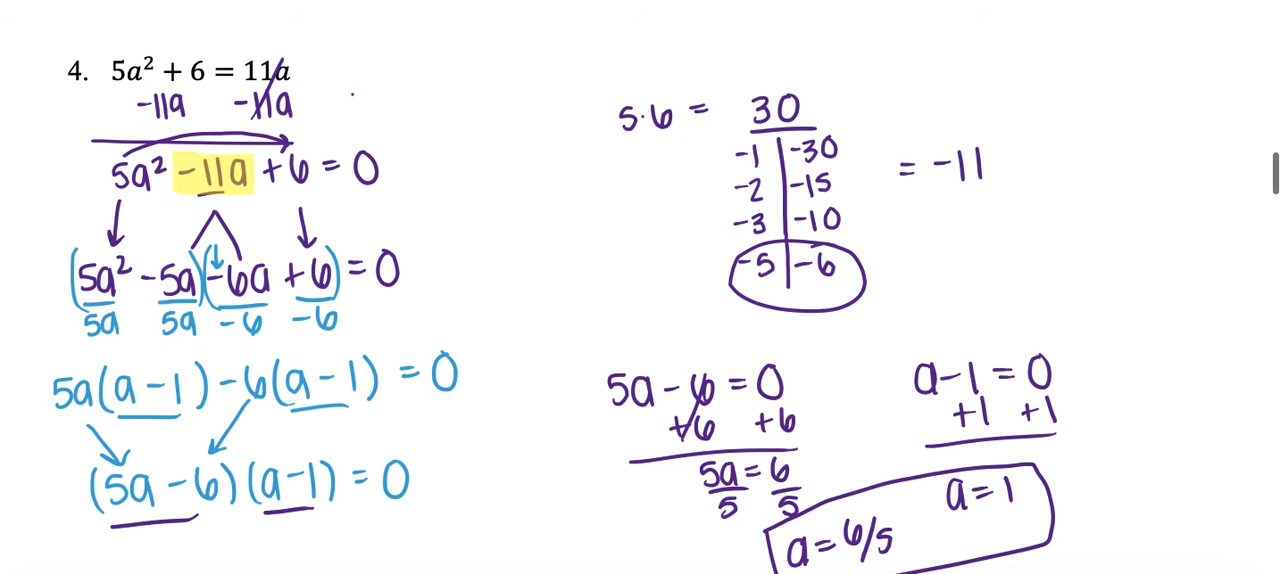 4. 5a² + 6 = 11a
-11a -11a
5a² -11a +6 = 0
(5a² -5a)(-6a +6) = 0
5a 5a -6 -6
5a(a-1) -6(a-1) = 0
(5a-6)(a-1) = 0
5·6 = 30
-1 | -30
-2 | -15
-3 | -10
-5 | -6
= -11
5a - 6 = 0
+6 +6
5a = 6
5 5
a = 6/5
a-1 = 0
+1 +1
a = 1